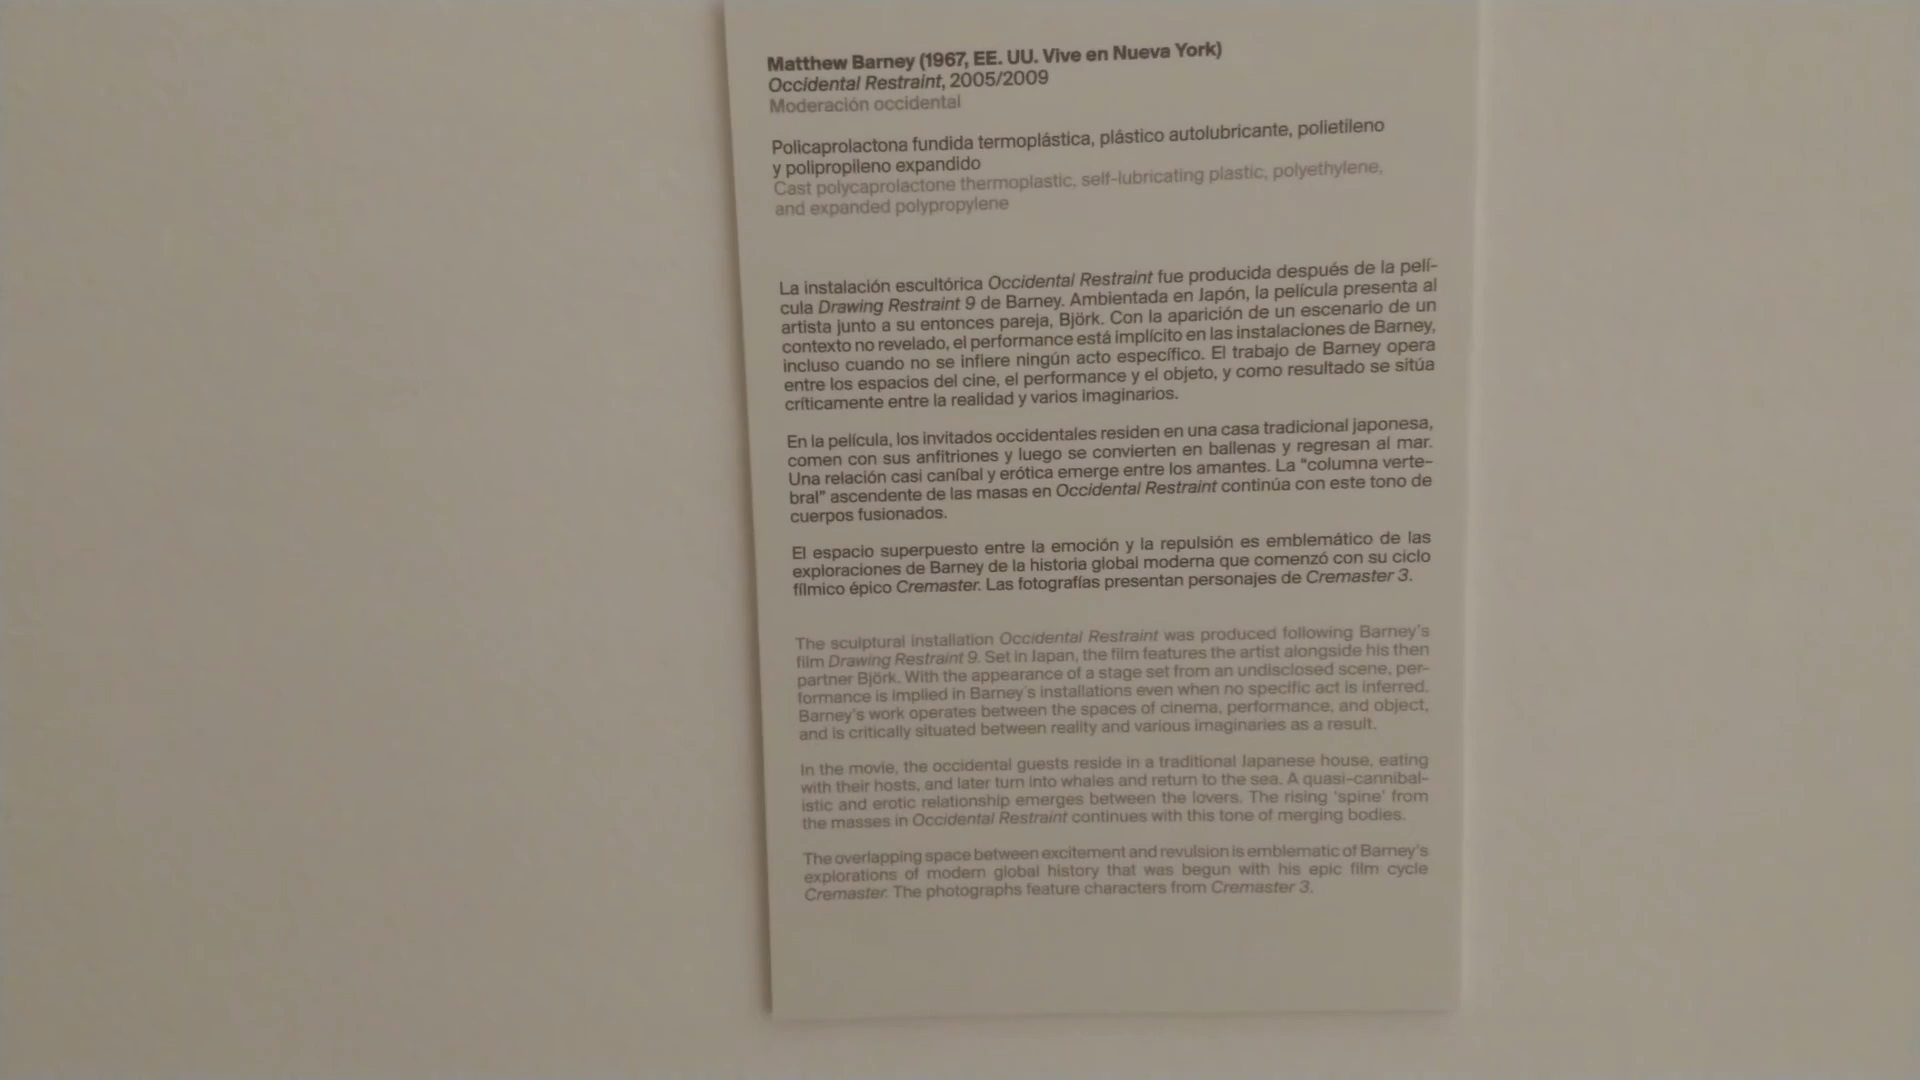 Matthew Barney (1967, EE. UU. Vive en Nueva York)
Occidental Restraint, 2005/2009
Moderación occidental
Policaprolactona fundida termoplástica, plástico autolubricante, polietileno
y polipropileno expandido
Cast polycaprolactone thermoplastic, self-lubricating plastic, polyethylene,
and expanded polypropylene
La instalación escultórica Occidental Restraint fue producida después de la pelí-
cula Drawing Restraint 9 de Barney. Ambientada en Japón, la película presenta al
artista junto a su entonces pareja, Björk. Con la aparición de un escenario de un
contexto no revelado, el performance está implícito en las instalaciones de Barney,
incluso cuando no se infiere ningún acto específico. El trabajo de Barney opera
entre los espacios del cine, el performance y el objeto, y como resultado se sitúa
críticamente entre la realidad y varios imaginarios.
En la película, los invitados occidentales residen en una casa tradicional japonesa,
comen con sus anfitriones y luego se convierten en ballenas y regresan al mar.
Una relación casi caníbal y erótica emerge entre los amantes. La "columna verte-
bral" ascendente de las masas en Occidental Restraint continúa con este tono de
cuerpos fusionados.
El espacio superpuesto entre la emoción y la repulsión es emblemático de las
exploraciones de Barney de la historia global moderna que comenzó con su ciclo
fílmico épico Cremaster. Las fotografías presentan personajes de Cremaster 3.
The sculptural installation Occidental Restraint was produced following Barney's
film Drawing Restraint 9. Set in Japan, the film features the artist alongside his then
partner Björk. With the appearance of a stage set from an undisclosed scene, per-
formance is implied in Barney's installations even when no specific act is inferred.
Barney's work operates between the spaces of cinema, performance, and object,
and is critically situated between reality and various imaginaries as a result.
In the movie, the occidental guests reside in a traditional Japanese house, eating
with their hosts, and later turn into whales and return to the sea. A quasi-cannibal-
istic and erotic relationship emerges between the lovers. The rising 'spine' from
the masses in Occidental Restraint continues with this tone of merging bodies.
The overlapping space between excitement and revulsion is emblematic of Barney's
explorations of modern global history that was begun with his epic film cycle
Cremaster. The photographs feature characters from Cremaster 3.